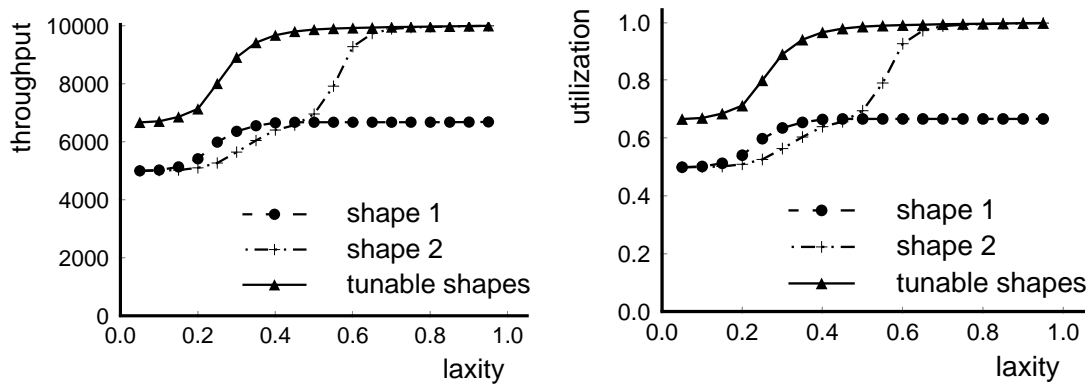 throughput
10000
8000
6000
4000
2000
0
0.0 0.2 0.4 0.6 0.8 1.0
laxity
shape 1
shape 2
tunable shapes
utilization
1.0
0.8
0.6
0.4
0.2
0.0
0.0 0.2 0.4 0.6 0.8 1.0
laxity
shape 1
shape 2
tunable shapes